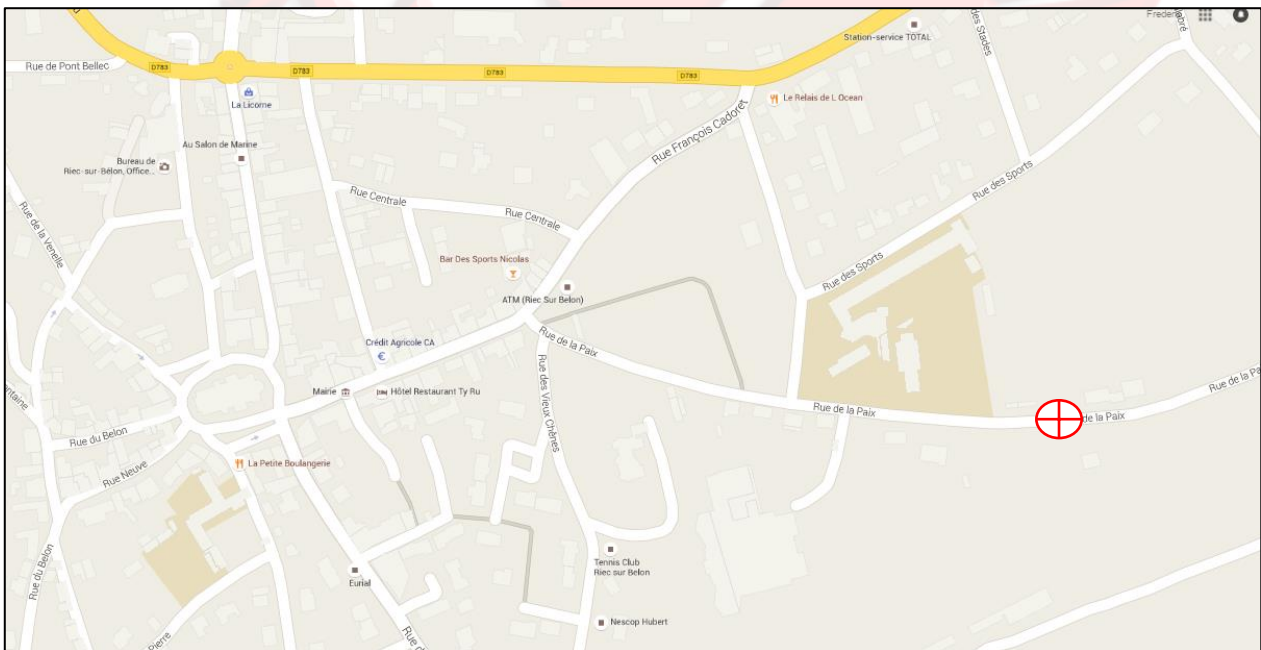 Frederic
Station-service TOTAL
Rue de Pont Bellec
D783
D783
D783
D783
La Licorne
Le Relais de L Ocean
des Stades
Au Salon de Marine
Rue François Cadoret
Bureau de
Riec-sur-Bélon, Office...
Rue des Sports
Rue Centrale
Rue Centrale
Rue de la Venelle
Bar Des Sports Nicolas
Rue des Sports
ATM (Riec Sur Belon)
Rue de la Paix
Crédit Agricole CA
€
Rue des Vieux Chênes
Mairie
Hôtel Restaurant Ty Ru
Rue de la Pa
Rue de la Paix
de la Paix
Rue du Belon
Rue Neuve
La Petite Boulangerie
Rue du Belon
Eurial
Tennis Club
Riec sur Belon
Nescop Hubert
Pierre
Rue d